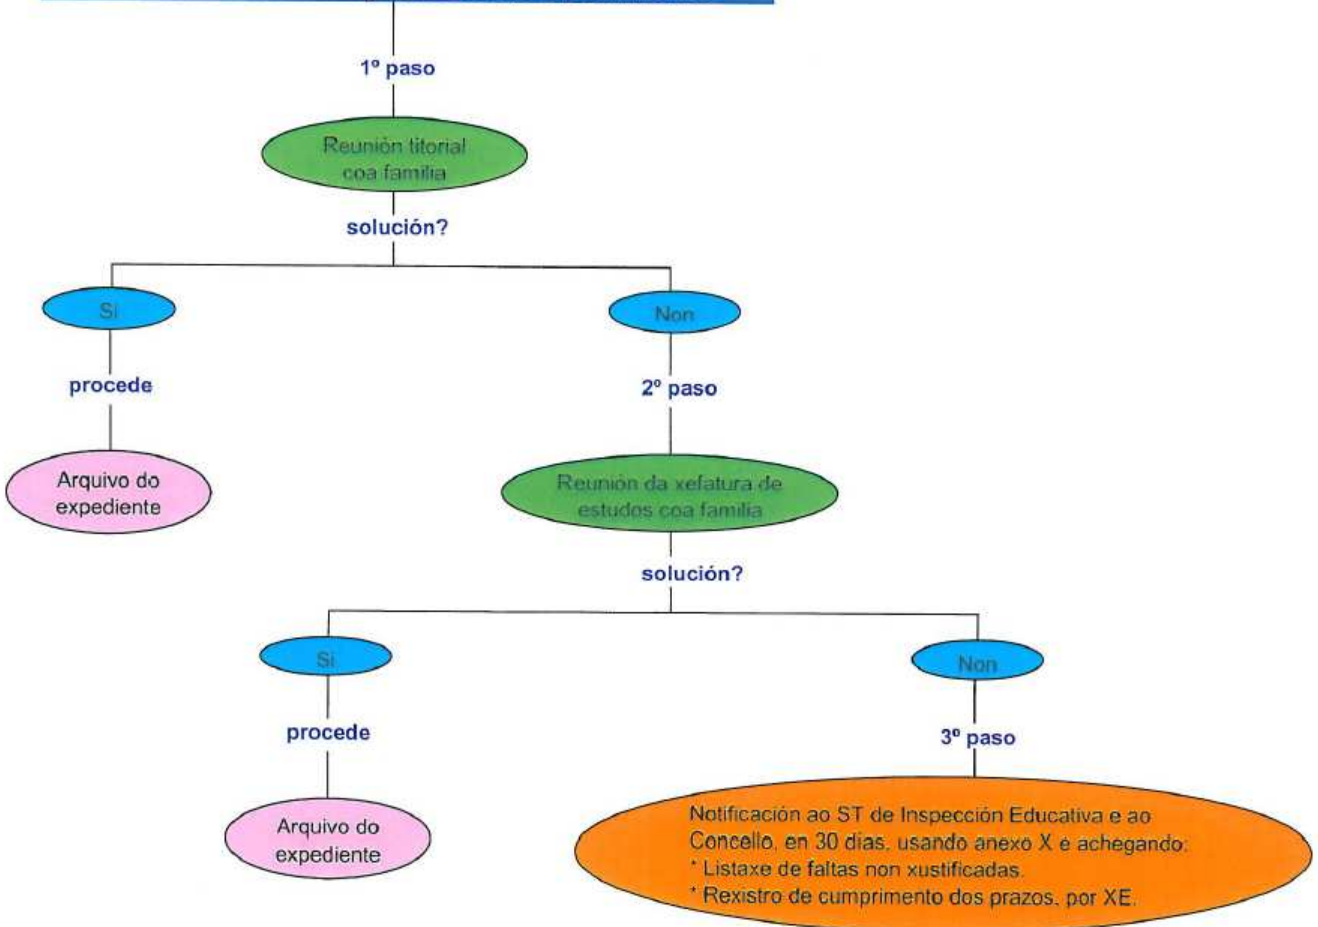 1º paso
Reunión titorial
coa familia
solución?
Si
Non
procede
2º paso
Arquivo do
expediente
Reunión da xefatura de
estudos coa familia
solución?
Si
Non
procede
3º paso
Arquivo do
expediente
Notificación ao ST de Inspección Educativa e ao
Concello, en 30 dias, usando anexo X e achegando:
* Listaxe de faltas non xustificadas.
* Rexistro de cumprimento dos prazos, por XE.